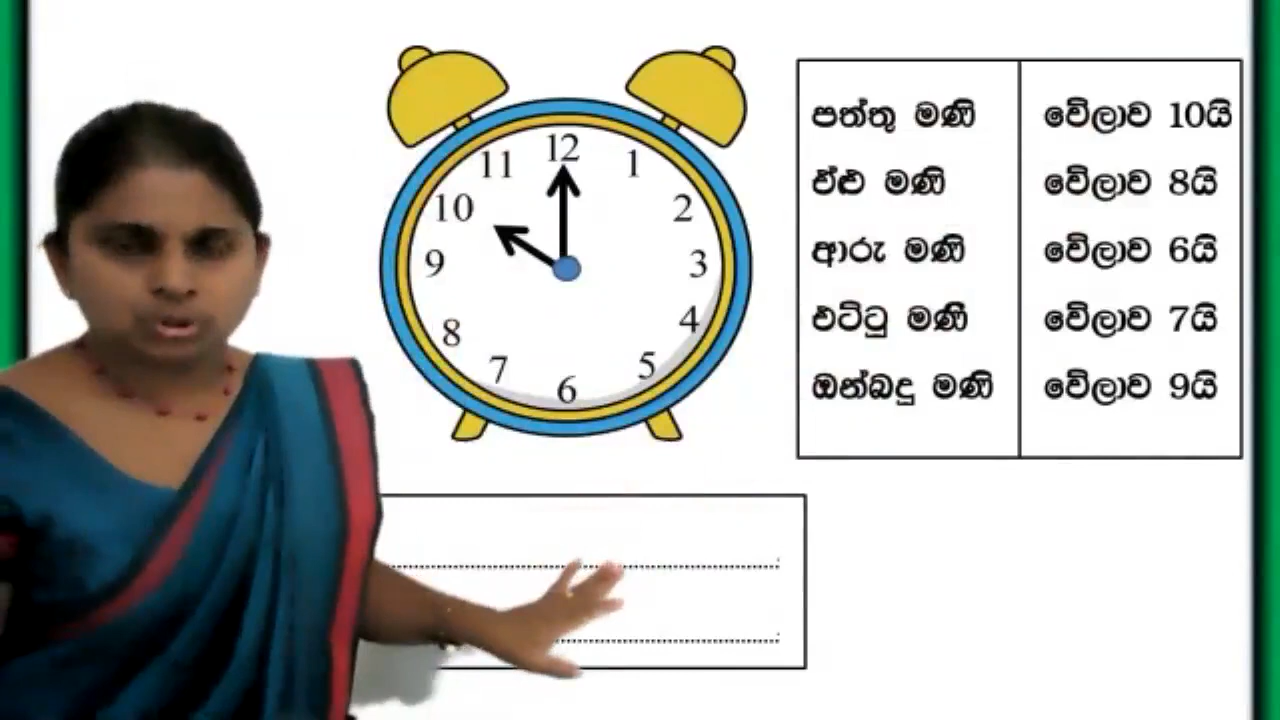 12
11 1
10 2
9 3
8 4
7 5
6
පත්තු මණි වේලාව 10යි
ඒළු මණි වේලාව 8යි
ආරු මණි වේලාව 6යි
එට්ටු මණි වේලාව 7යි
ඔන්බදු මණි වේලාව 9යි